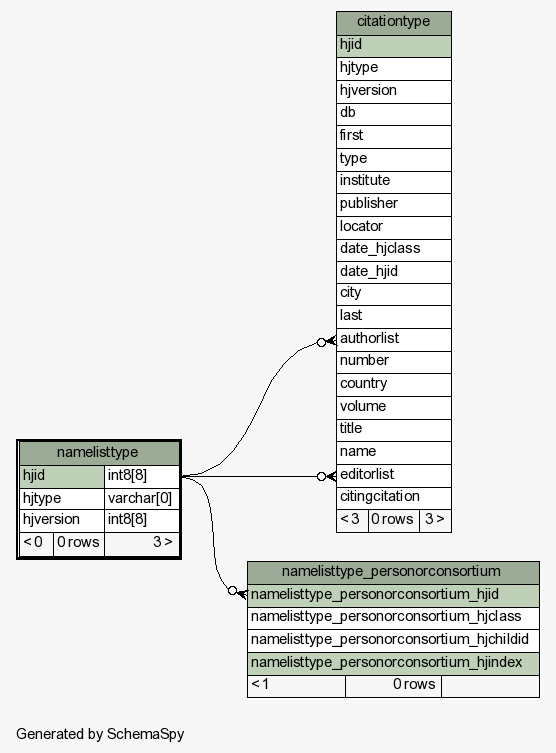 citationtype
hjid
hjtype
hjversion
db
first
type
institute
publisher
locator
date_hjclass
date_hjid
city
last
authorlist
number
country
volume
title
name
editorlist
citingcitation
< 3 0 rows 3 >
namelisttype
hjid int8[8]
hjtype varchar[0]
hjversion int8[8]
< 0 0 rows 3 >
namelisttype_personorconsortium
namelisttype_personorconsortium_hjid
namelisttype_personorconsortium_hjclass
namelisttype_personorconsortium_hjchildid
namelisttype_personorconsortium_hjindex
< 1 0 rows
Generated by SchemaSpy